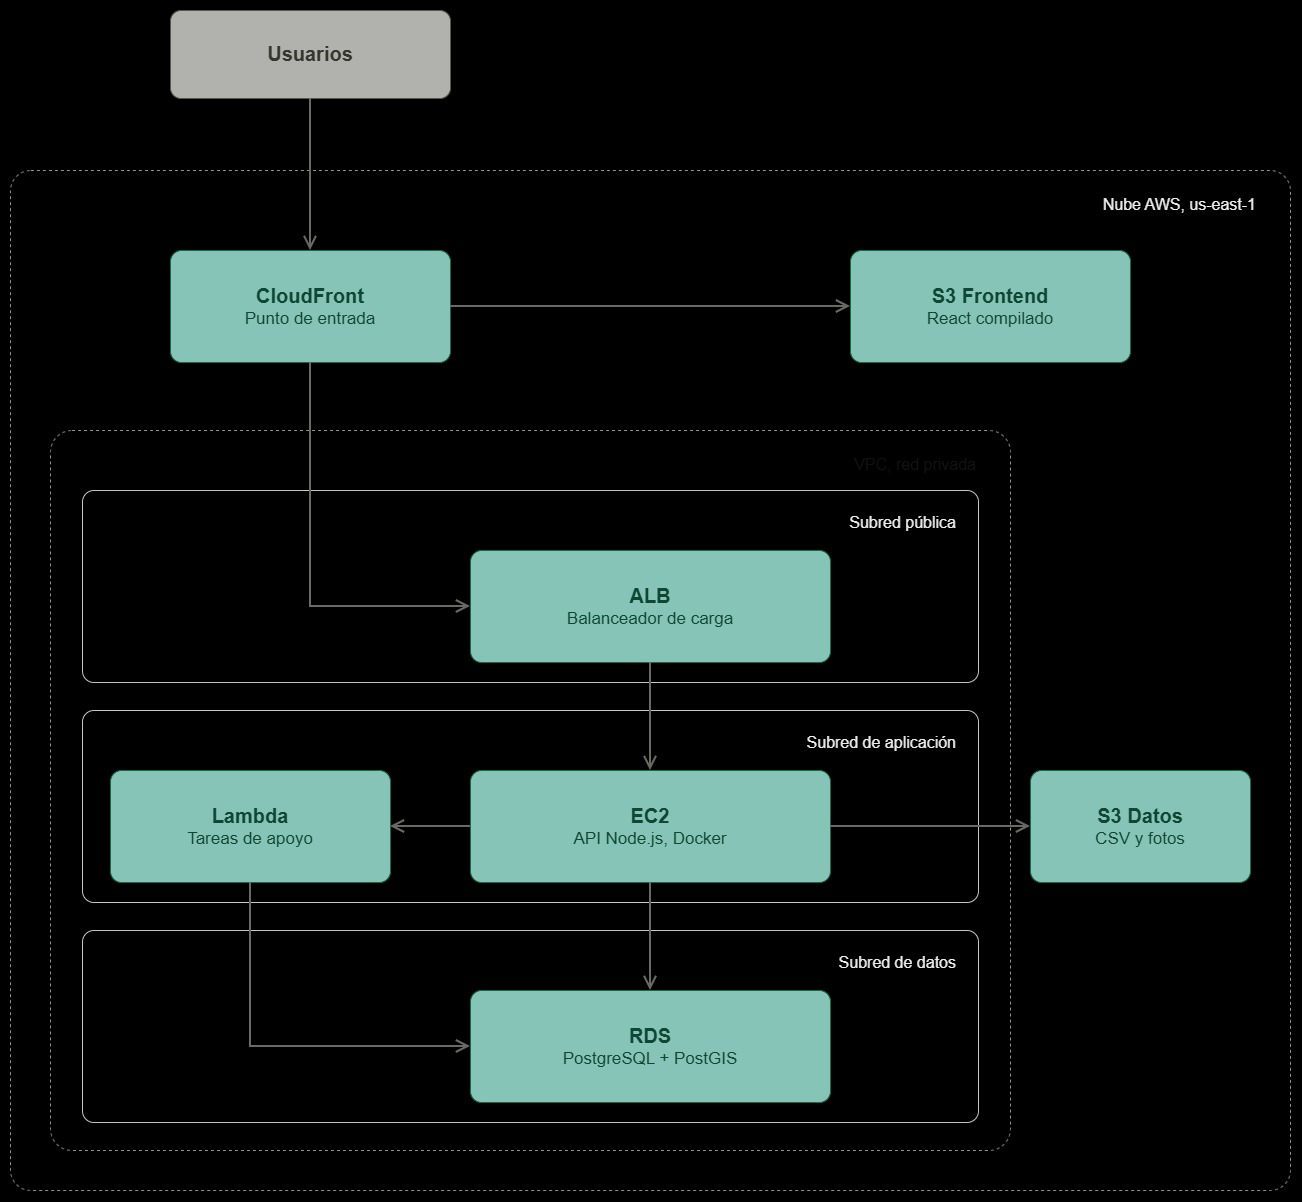 Usuarios
Nube AWS, us-east-1
CloudFront
Punto de entrada
S3 Frontend
React compilado
VPC, red privada
Subred pública
ALB
Balanceador de carga
Subred de aplicación
Lambda
Tareas de apoyo
EC2
API Node.js, Docker
S3 Datos
CSV y fotos
Subred de datos
RDS
PostgreSQL + PostGIS